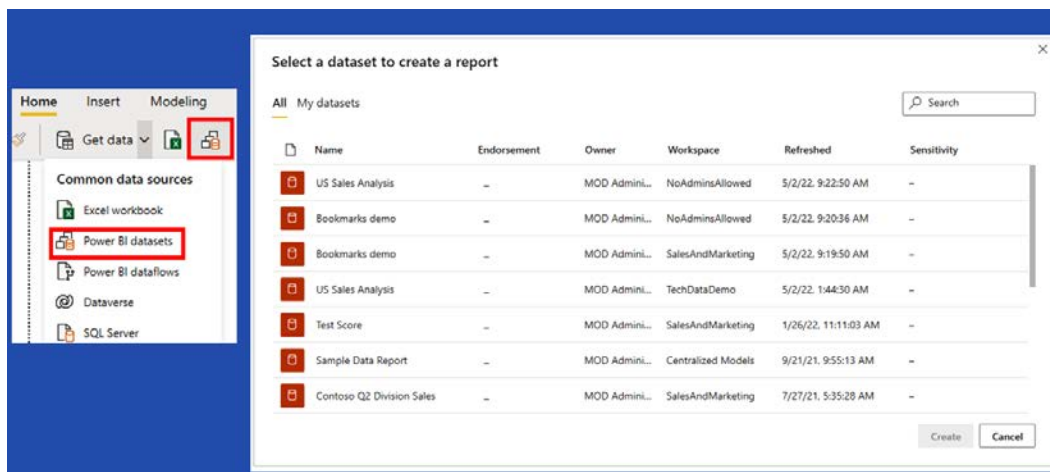 Home Insert Modeling
Get data
Common data sources
Excel workbook
Power BI datasets
Power BI dataflows
Dataverse
SQL Server
Select a dataset to create a report
All My datasets
Search
Name Endorsement Owner Workspace Refreshed Sensitivity
US Sales Analysis – MOD Admini... NoAdminsAllowed 5/2/22, 9:22:50 AM –
Bookmarks demo – MOD Admini... NoAdminsAllowed 5/2/22, 9:20:36 AM –
Bookmarks demo – MOD Admini... SalesAndMarketing 5/2/22, 9:19:50 AM –
US Sales Analysis – MOD Admini... TechDataDemo 5/2/22, 1:44:30 AM –
Test Score – MOD Admini... SalesAndMarketing 1/26/22, 11:11:03 AM –
Sample Data Report – MOD Admini... Centralized Models 9/21/21, 9:55:13 AM –
Contoso Q2 Division Sales – MOD Admini... SalesAndMarketing 7/27/21, 5:35:28 AM –
Create Cancel